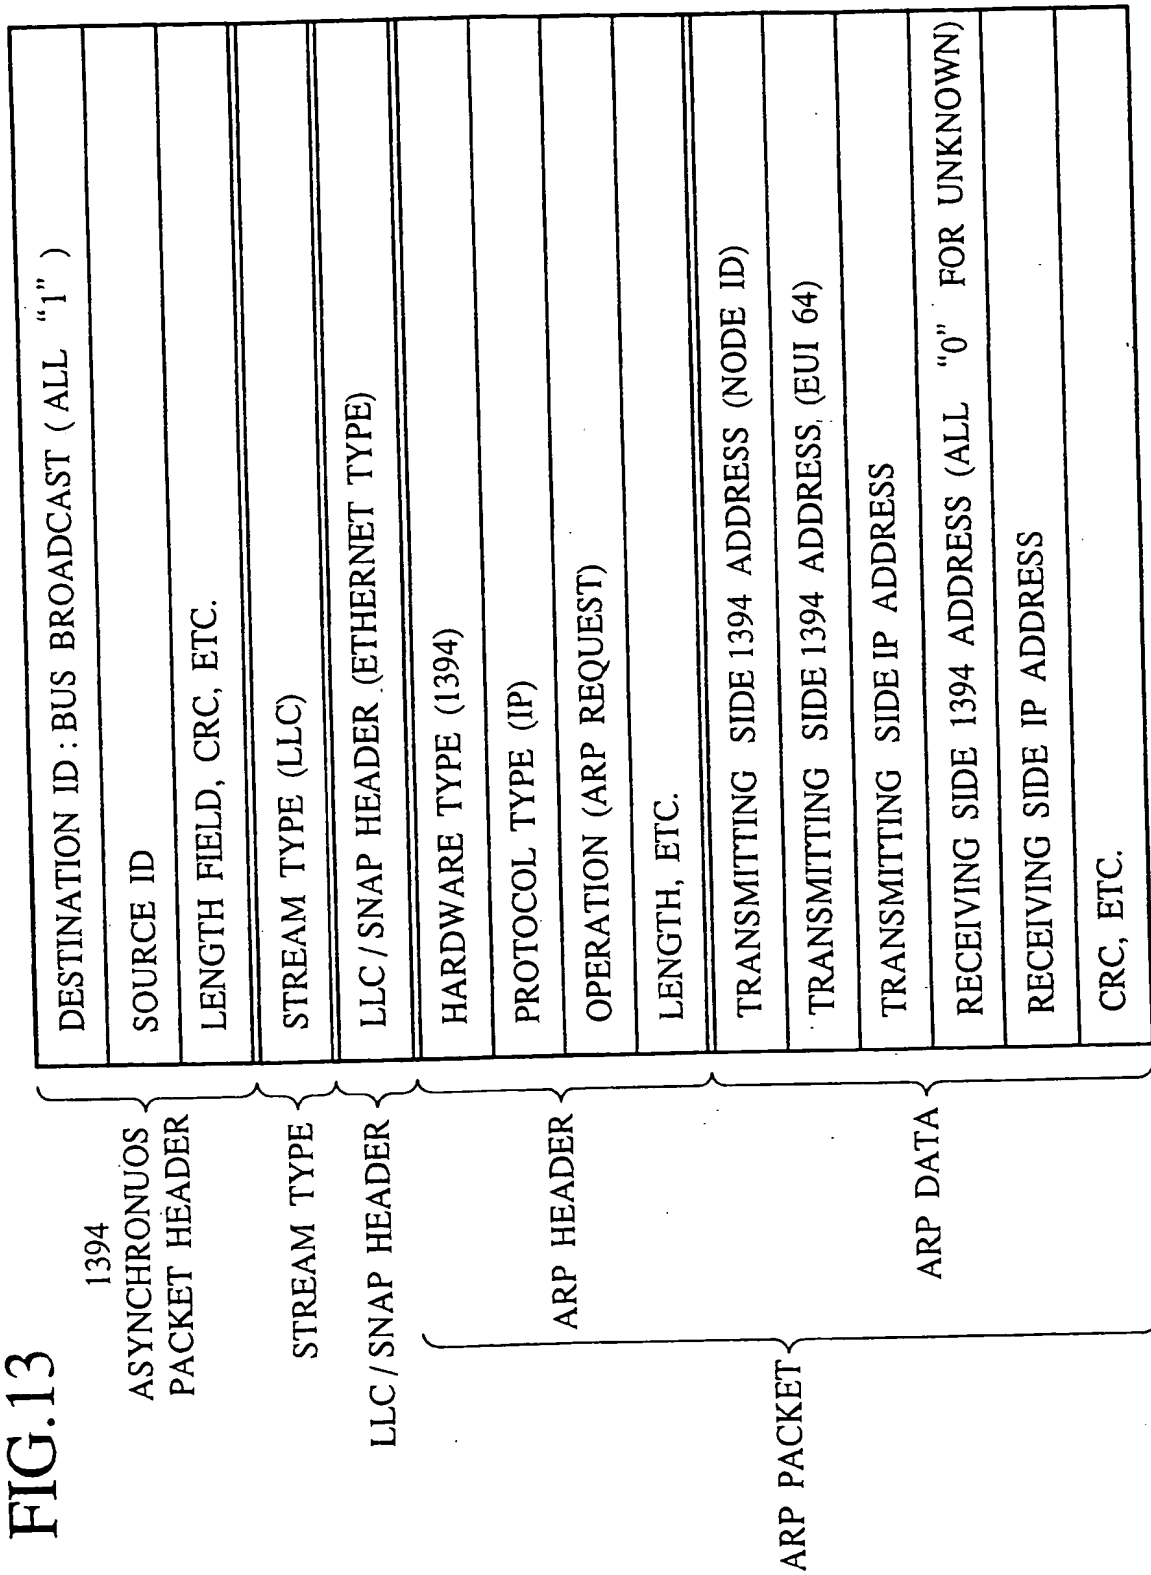 FIG.13
1394
ASYNCHRONUOS
PACKET HEADER
DESTINATION ID : BUS BROADCAST ( ALL “1” )
SOURCE ID
LENGTH FIELD, CRC, ETC.
STREAM TYPE
STREAM TYPE (LLC)
LLC / SNAP HEADER
LLC / SNAP HEADER (ETHERNET TYPE)
ARP PACKET
ARP HEADER
HARDWARE TYPE (1394)
PROTOCOL TYPE (IP)
OPERATION (ARP REQUEST)
LENGTH, ETC.
ARP DATA
TRANSMITTING SIDE 1394 ADDRESS (NODE ID)
TRANSMITTING SIDE 1394 ADDRESS (EUI 64)
TRANSMITTING SIDE IP ADDRESS
RECEIVING SIDE 1394 ADDRESS (ALL “0” FOR UNKNOWN)
RECEIVING SIDE IP ADDRESS
CRC, ETC.